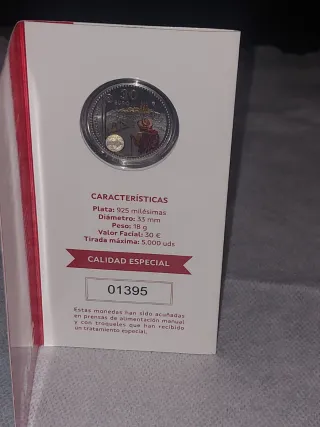 30
EURO
CARACTERÍSTICAS
Plata: 925 milésimas
Diámetro: 33 mm
Peso: 18 g
Valor Facial: 30 €
Tirada máxima: 5.000 uds
CALIDAD ESPECIAL
01395
Estas monedas han sido acuñadas
en prensas de alimentación manual
y con troqueles que han recibido
un tratamiento especial.